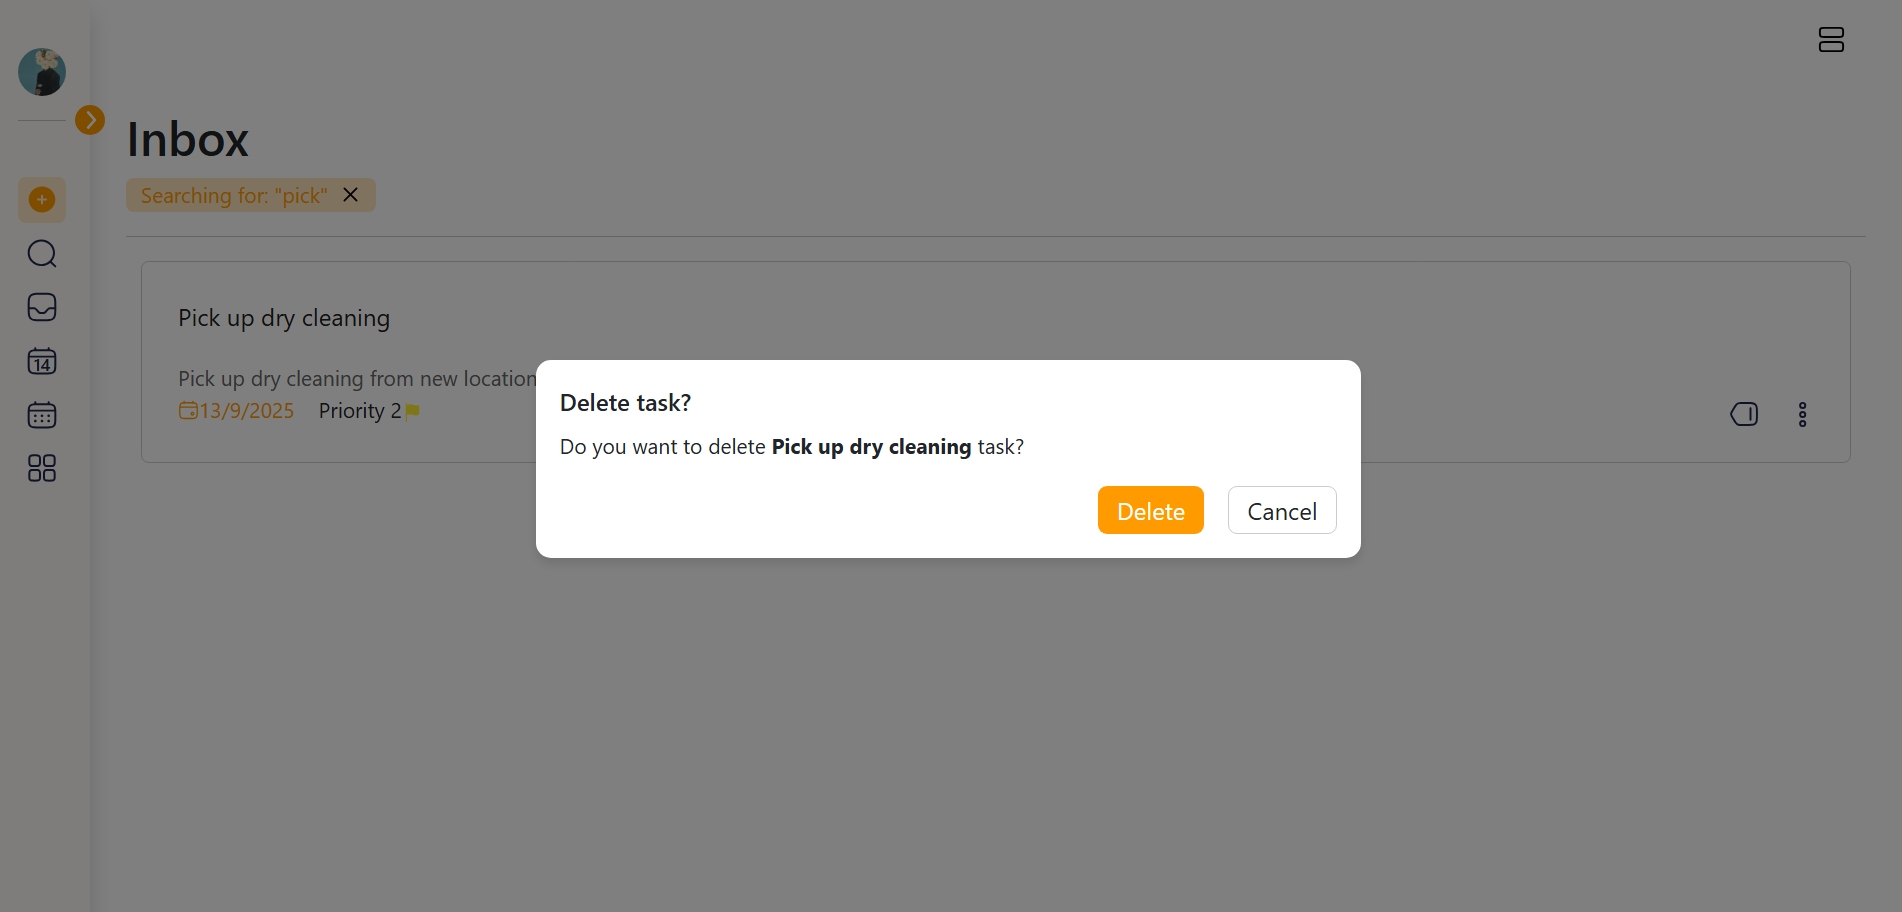 Inbox
Searching for: "pick"
Pick up dry cleaning
Pick up dry cleaning from new location
13/9/2025 Priority 2
14
Delete task?
Do you want to delete Pick up dry cleaning task?
Delete Cancel